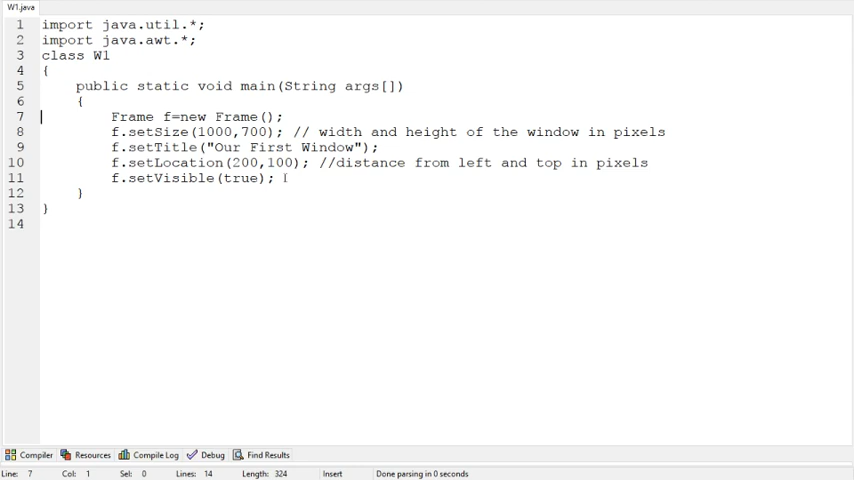 W1.java
1 import java.util.*;
2 import java.awt.*;
3 class W1
4 {
5 public static void main(String args[])
6 {
7 Frame f=new Frame();
8 f.setSize(1000,700); // width and height of the window in pixels
9 f.setTitle("Our First Window");
10 f.setLocation(200,100); //distance from left and top in pixels
11 f.setVisible(true);
12 }
13 }
14
Compiler Resources Compile Log Debug Find Results
Line: 7 Col: 1 Sel: 0 Lines: 14 Length: 324 Insert Done parsing in 0 seconds